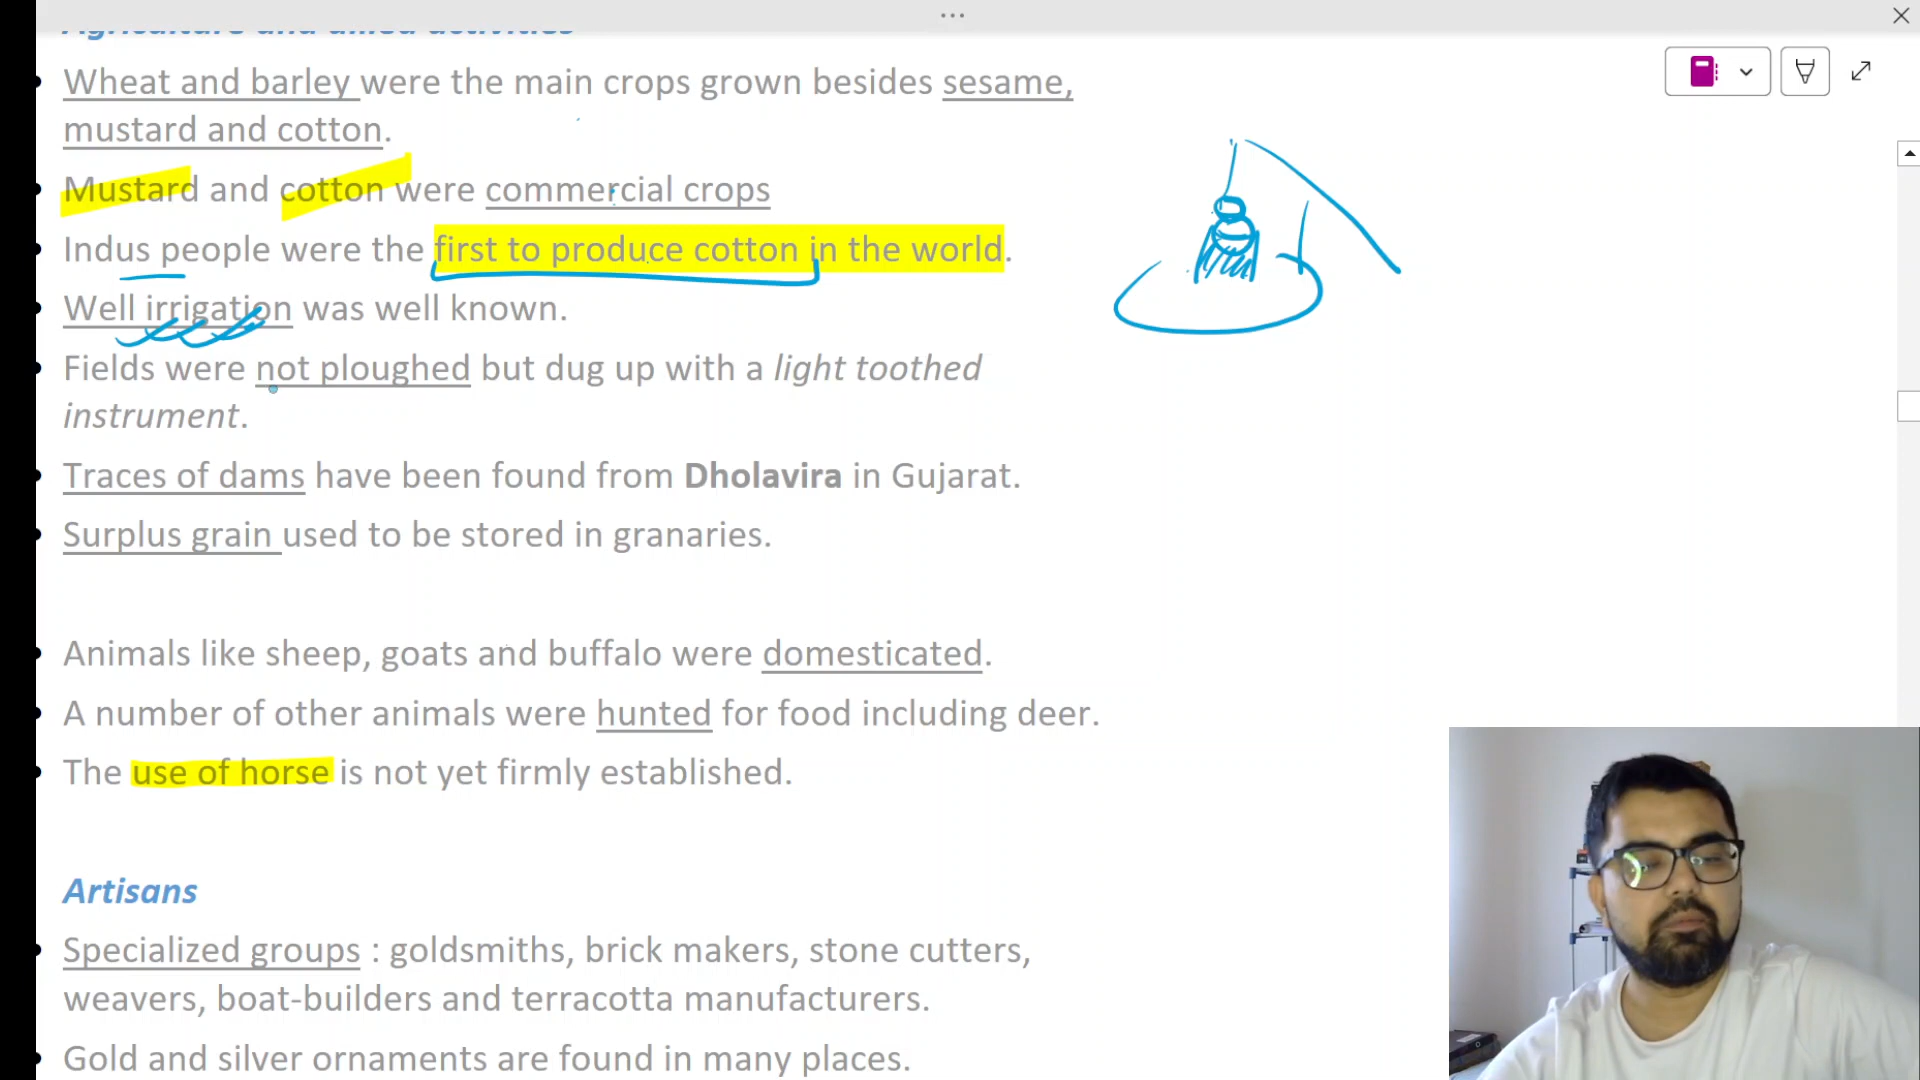 Agriculture and allied activities
Wheat and barley were the main crops grown besides sesame,
mustard and cotton.
Mustard and cotton were commercial crops
Indus people were the first to produce cotton in the world.
Well irrigation was well known.
Fields were not ploughed but dug up with a light toothed
instrument.
Traces of dams have been found from Dholavira in Gujarat.
Surplus grain used to be stored in granaries.
Animals like sheep, goats and buffalo were domesticated.
A number of other animals were hunted for food including deer.
The use of horse is not yet firmly established.
Artisans
Specialized groups : goldsmiths, brick makers, stone cutters,
weavers, boat-builders and terracotta manufacturers.
Gold and silver ornaments are found in many places.